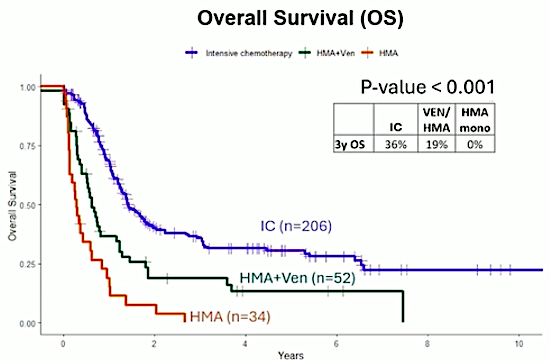 Overall Survival (OS)
Intensive chemotherapy HMA+Ven HMA
P-value < 0.001
IC VEN/ HMA HMA mono
3y OS 36% 19% 0%
Overall Survival
1.00
0.75
0.50
0.25
0.00
IC (n=206)
HMA+Ven (n=52)
HMA (n=34)
0 2 4 6 8 10
Years